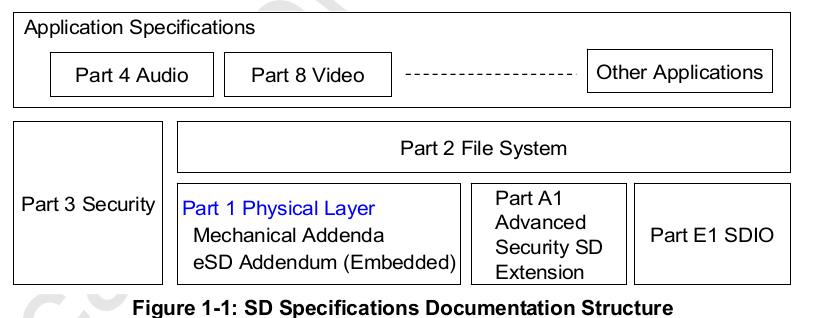 Application Specifications
Part 4 Audio
Part 8 Video
Other Applications
Part 3 Security
Part 2 File System
Part 1 Physical Layer
Mechanical Addenda
eSD Addendum (Embedded)
Part A1
Advanced
Security SD
Extension
Part E1 SDIO
Figure 1-1: SD Specifications Documentation Structure